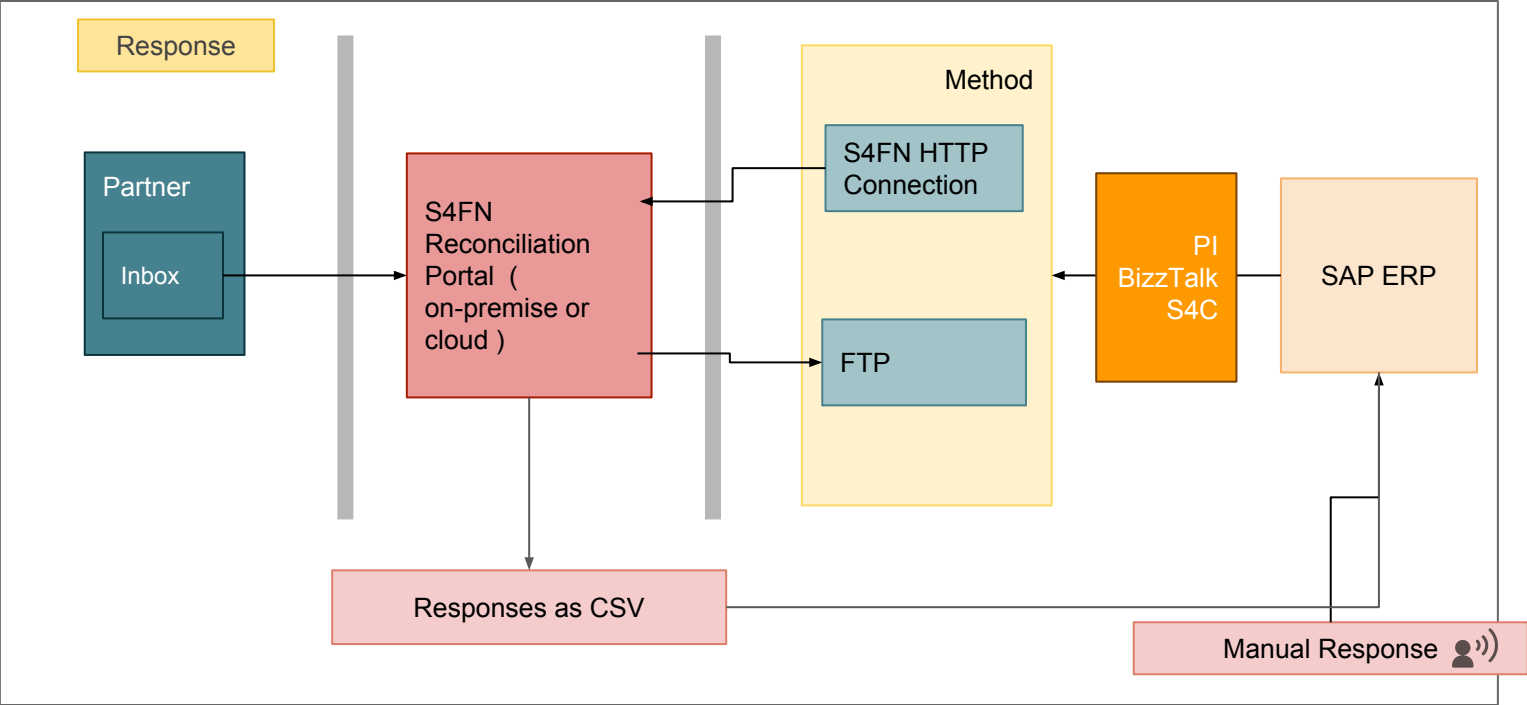 Response
Partner
Inbox
S4FN
Reconciliation
Portal (
on-premise or
cloud )
Method
S4FN HTTP
Connection
FTP
PI
BizzTalk
S4C
SAP ERP
Responses as CSV
Manual Response